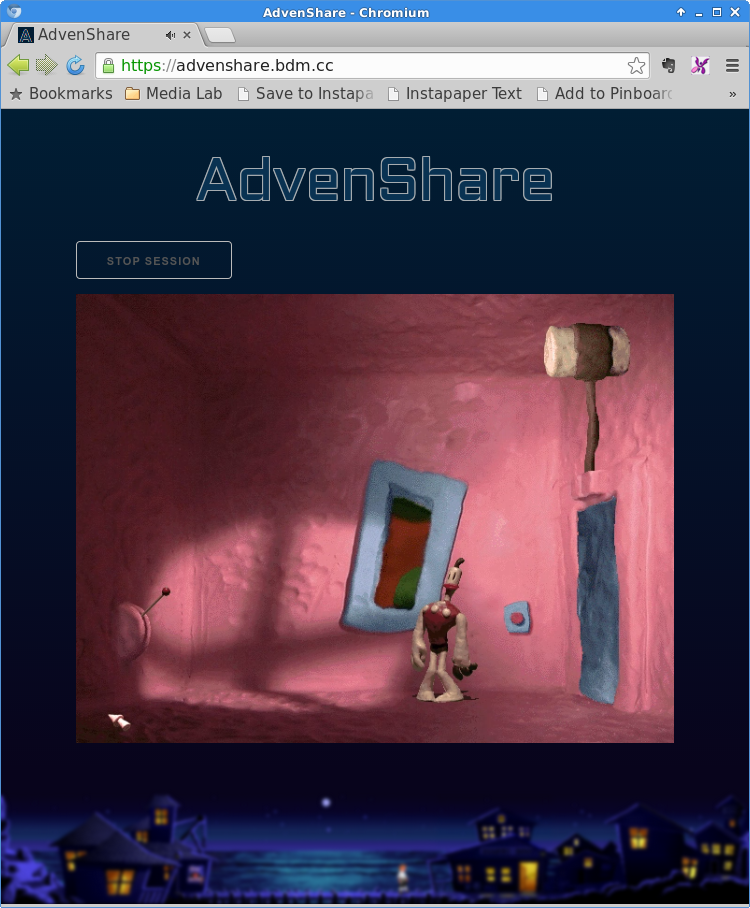 AdvenShare - Chromium
AdvenShare
https://advenshare.bdm.cc
Bookmarks Media Lab Save to Instapa Instapaper Text Add to Pinboard »
AdvenShare
STOP SESSION